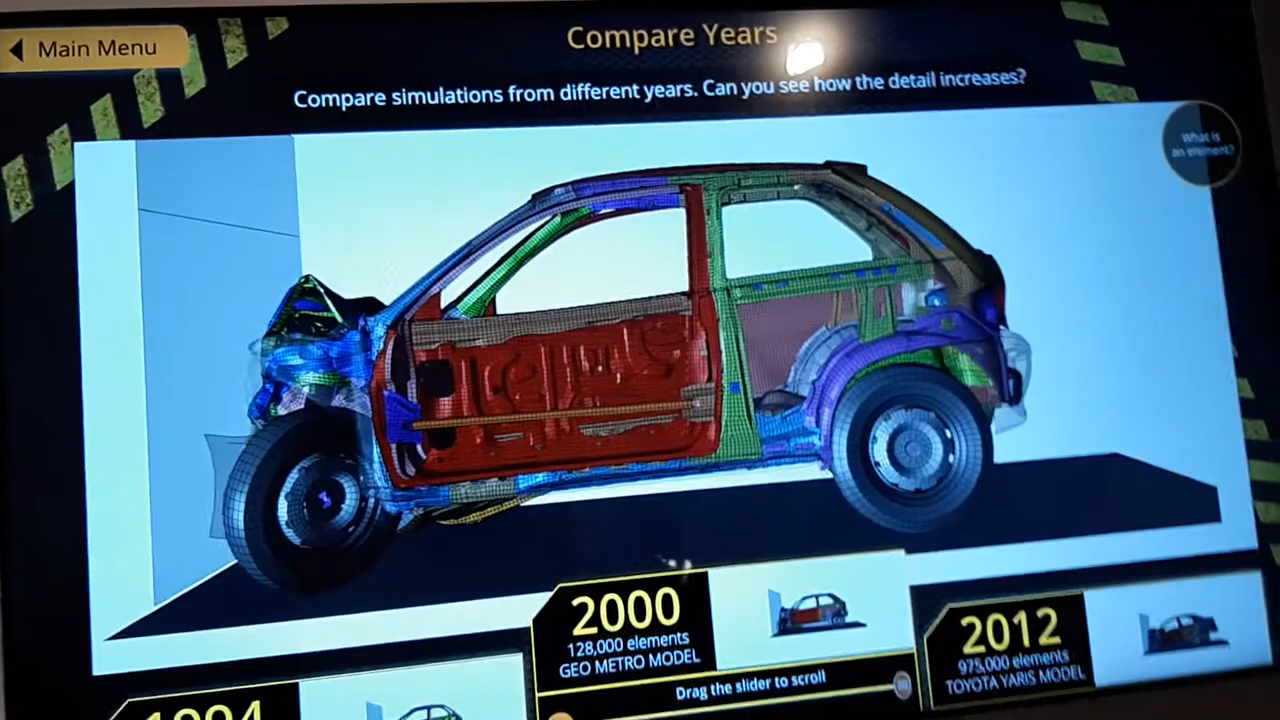 Main Menu
Compare Years
Compare simulations from different years. Can you see how the detail increases?
What is
an element?
2000
128,000 elements
GEO METRO MODEL
Drag the slider to scroll
2012
975,000 elements
TOYOTA YARIS MODEL
1994